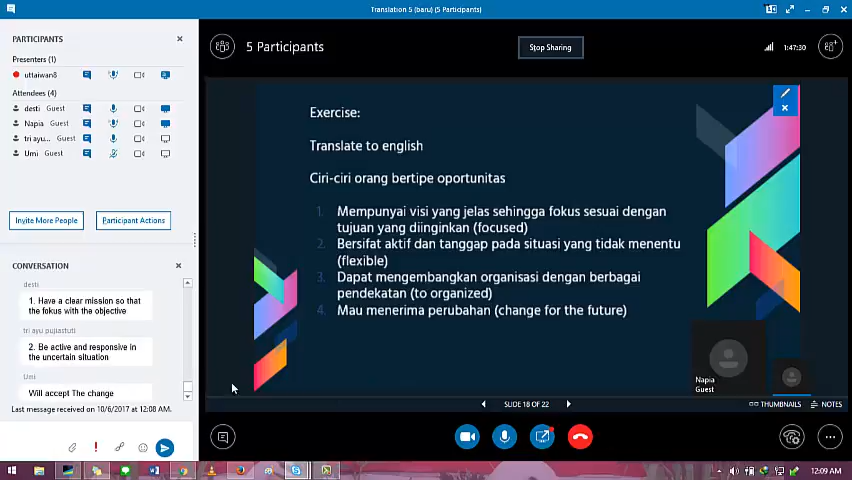 Translation 5 (baru) (5 Participants)
PARTICIPANTS
Presenters (1)
uttaiwan8
Attendees (4)
desti Guest
Napia Guest
tri ayu... Guest
Umi Guest
Invite More People
Participant Actions
CONVERSATION
desti
1. Have a clear mission so that
the fokus with the objective
tri ayu pujiastuti
2. Be active and responsive in
the uncertain situation
Umi
Will accept The change
Last message received on 10/6/2017 at 12:08 AM.
5 Participants
Stop Sharing
1:47:30
Exercise:
Translate to english
Ciri-ciri orang bertipe oportunitas
1. Mempunyai visi yang jelas sehingga fokus sesuai dengan
tujuan yang diinginkan (focused)
2. Bersifat aktif dan tanggap pada situasi yang tidak menentu
(flexible)
3. Dapat mengembangkan organisasi dengan berbagai
pendekatan (to organized)
4. Mau menerima perubahan (change for the future)
Napia
Guest
SLIDE 18 OF 22
THUMBNAILS
NOTES
12:09 AM